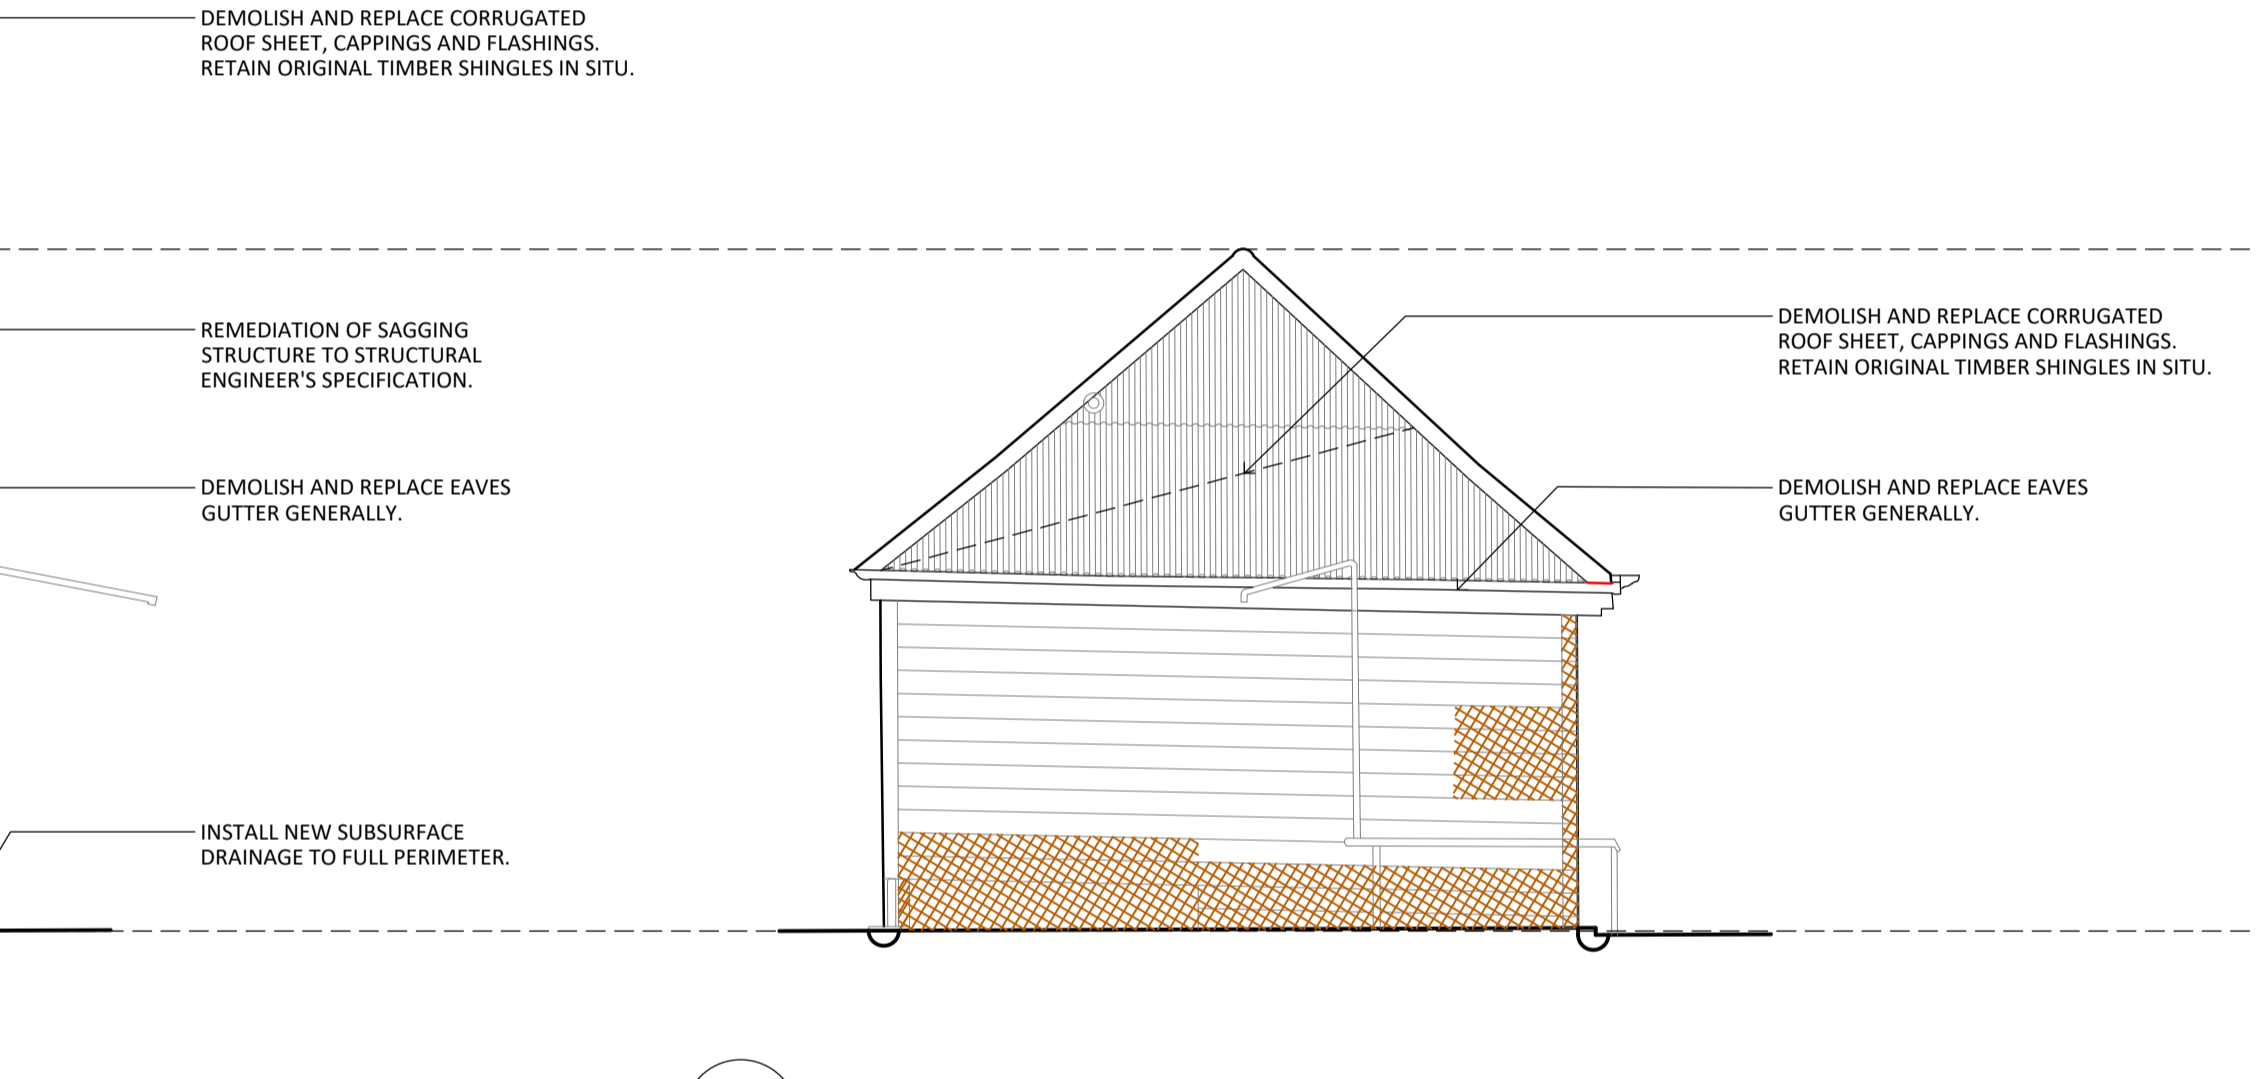 DEMOLISH AND REPLACE CORRUGATED
ROOF SHEET, CAPPINGS AND FLASHINGS.
RETAIN ORIGINAL TIMBER SHINGLES IN SITU.
REMEDIATION OF SAGGING
STRUCTURE TO STRUCTURAL
ENGINEER'S SPECIFICATION.
DEMOLISH AND REPLACE EAVES
GUTTER GENERALLY.
INSTALL NEW SUBSURFACE
DRAINAGE TO FULL PERIMETER.
DEMOLISH AND REPLACE CORRUGATED
ROOF SHEET, CAPPINGS AND FLASHINGS.
RETAIN ORIGINAL TIMBER SHINGLES IN SITU.
DEMOLISH AND REPLACE EAVES
GUTTER GENERALLY.